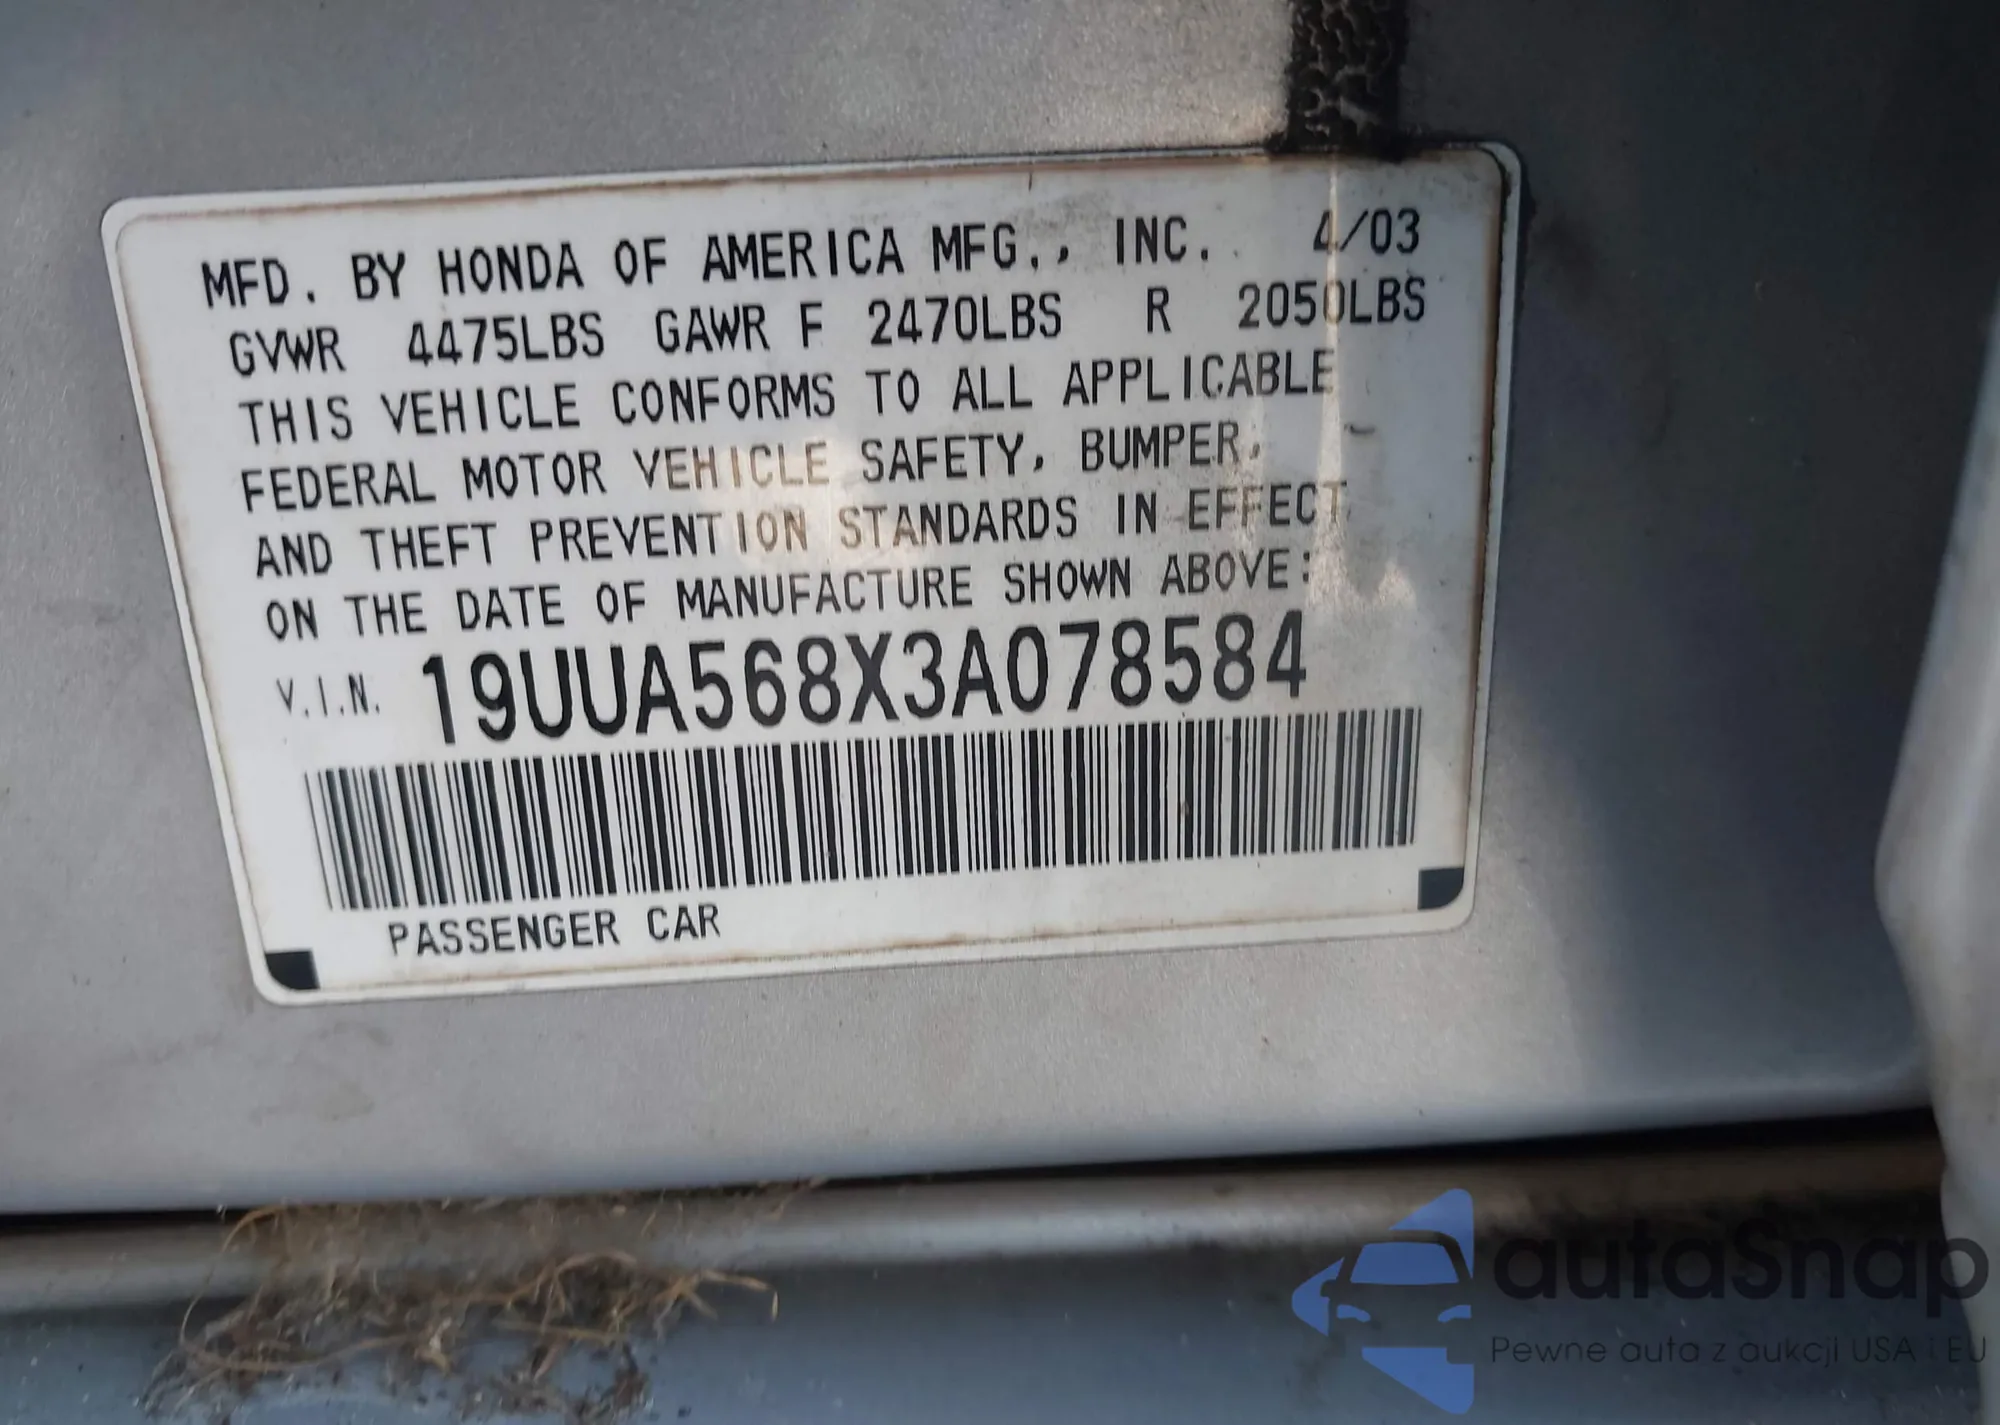 MFD. BY HONDA OF AMERICA MFG., INC. 4/03
GVWR 4475LBS GAWR F 2470LBS R 2050LBS
THIS VEHICLE CONFORMS TO ALL APPLICABLE
FEDERAL MOTOR VEHICLE SAFETY, BUMPER,
AND THEFT PREVENTION STANDARDS IN EFFECT
ON THE DATE OF MANUFACTURE SHOWN ABOVE:
V.I.N. 19UUA568X3A078584
PASSENGER CAR
autaSnap
Pewne auta z aukcji USA i EU